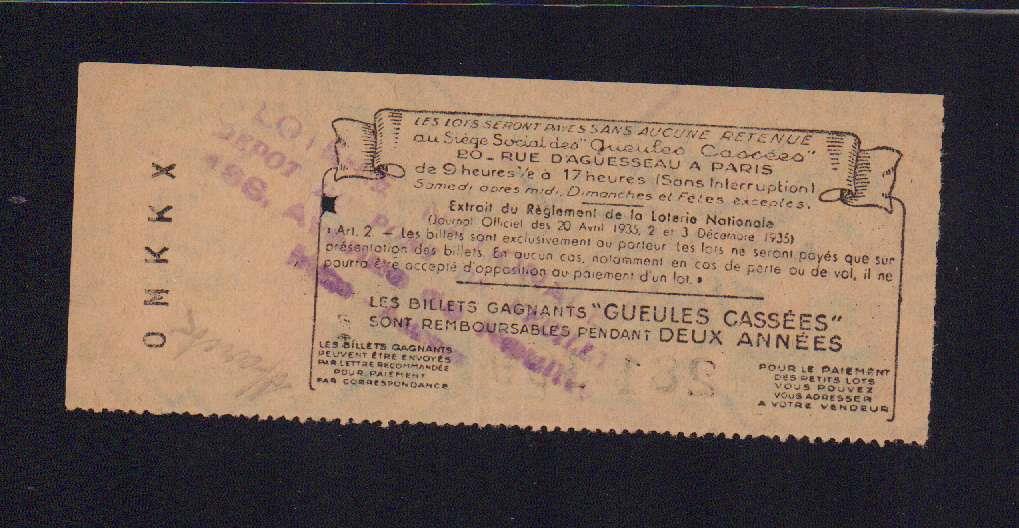 LES LOTS SERONT PAYÉS SANS AUCUNE RETENUE
au Siège Social des "Gueules Cassées"
20 - RUE D'AGUESSEAU A PARIS
de 9 heures ½ à 17 heures (Sans Interruption)
Samedi après midi, Dimanches et Fêtes exceptés.
Extrait du Règlement de la Loterie Nationale
(Journal Officiel des 20 Avril 1935, 2 et 3 Décembre 1935)
« Art. 2 - Les billets sont exclusivement au porteur les lots ne seront payés que sur
présentation des billets. En aucun cas, notamment en cas de perte ou de vol, il ne
pourra être accepté d'opposition au paiement d'un lot. »
LES BILLETS GAGNANTS "GUEULES CASSÉES"
SONT REMBOURSABLES PENDANT DEUX ANNÉES
LES BILLETS GAGNANTS
PEUVENT ÊTRE ENVOYÉS
PAR LETTRE RECOMMANDÉE
POUR PAIEMENT
PAR CORRESPONDANCE
POUR LE PAIEMENT
DES PETITS LOTS
VOUS POUVEZ
VOUS ADRESSER
A VOTRE VENDEUR
O M K K X
DEPOT